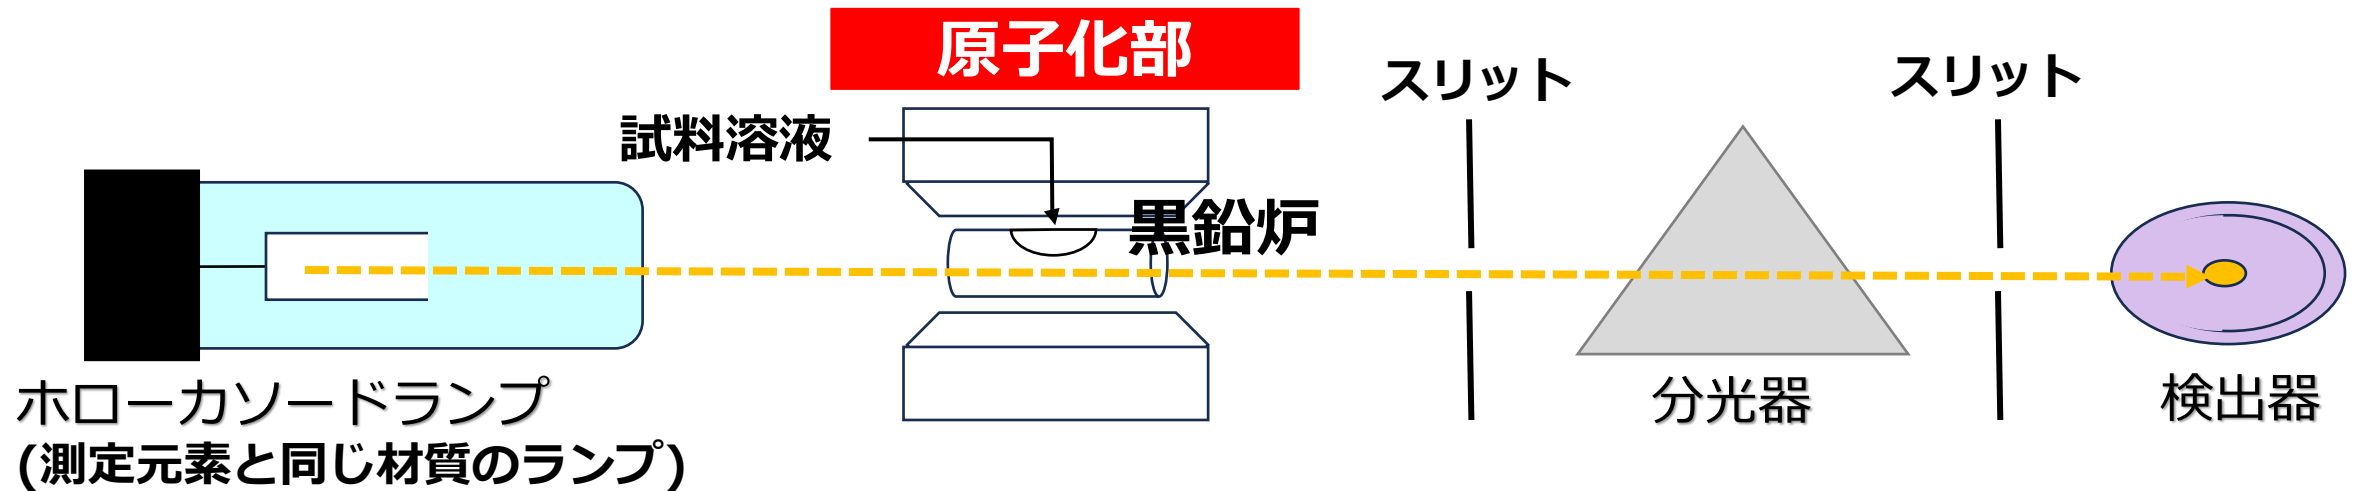 原子化部
試料溶液
黒鉛炉
スリット
スリット
ホローカソードランプ
(測定元素と同じ材質のランプ)
分光器
検出器